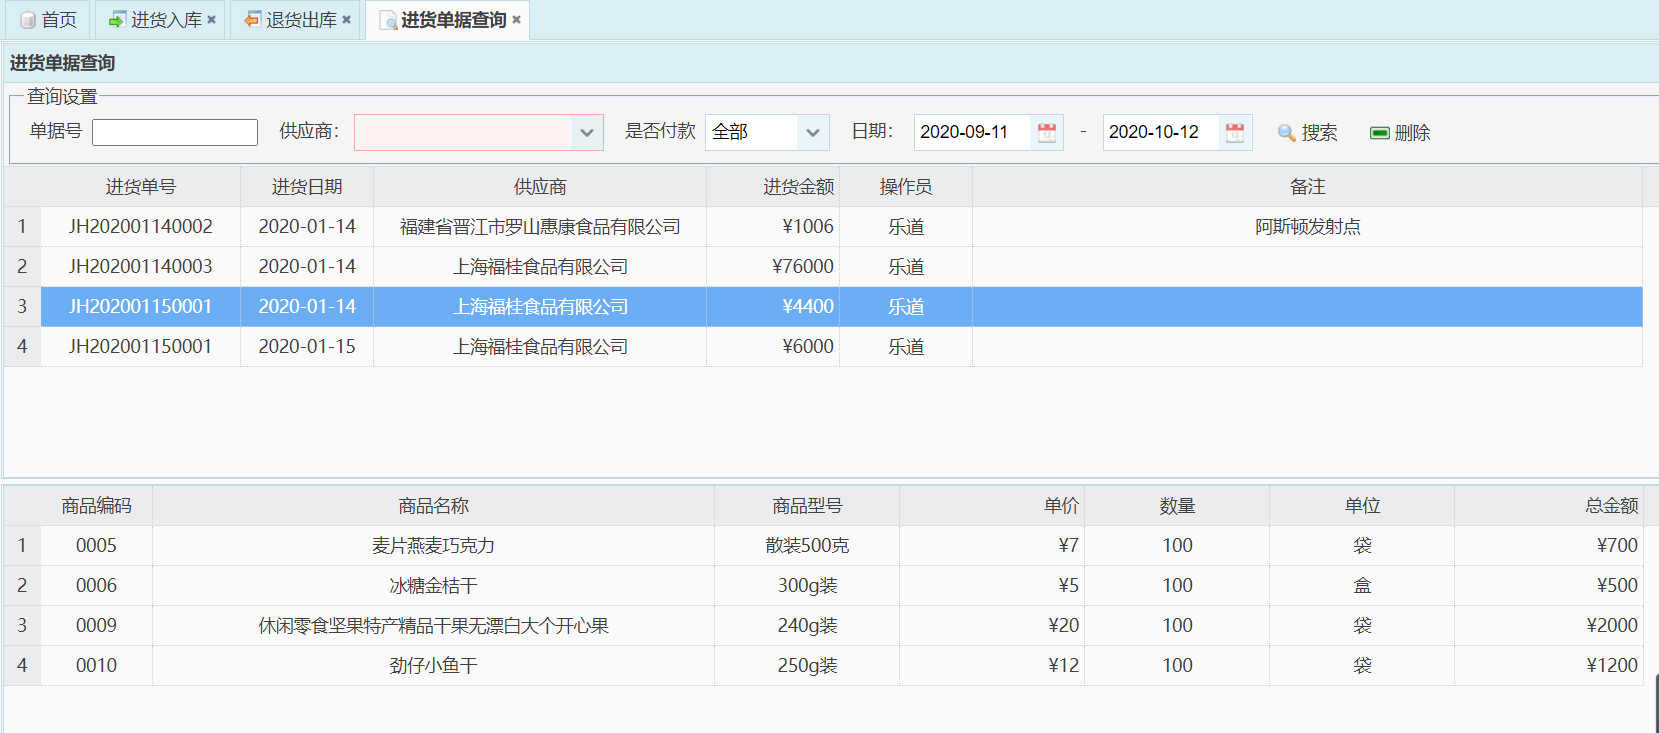 首页 进货入库 退货出库 进货单据查询
进货单据查询
查询设置
单据号 供应商: 是否付款 全部 日期: 2020-09-11 - 2020-10-12 搜索 删除
进货单号 进货日期 供应商 进货金额 操作员 备注
1 JH202001140002 2020-01-14 福建省晋江市罗山惠康食品有限公司 ¥1006 乐道 阿斯顿发射点
2 JH202001140003 2020-01-14 上海福桂食品有限公司 ¥76000 乐道
3 JH202001150001 2020-01-14 上海福桂食品有限公司 ¥4400 乐道
4 JH202001150001 2020-01-15 上海福桂食品有限公司 ¥6000 乐道
商品编码 商品名称 商品型号 单价 数量 单位 总金额
1 0005 麦片燕麦巧克力 散装500克 ¥7 100 袋 ¥700
2 0006 冰糖金桔干 300g装 ¥5 100 盒 ¥500
3 0009 休闲零食坚果特产精品干果无漂白大个开心果 240g装 ¥20 100 袋 ¥2000
4 0010 劲仔小鱼干 250g装 ¥12 100 袋 ¥1200